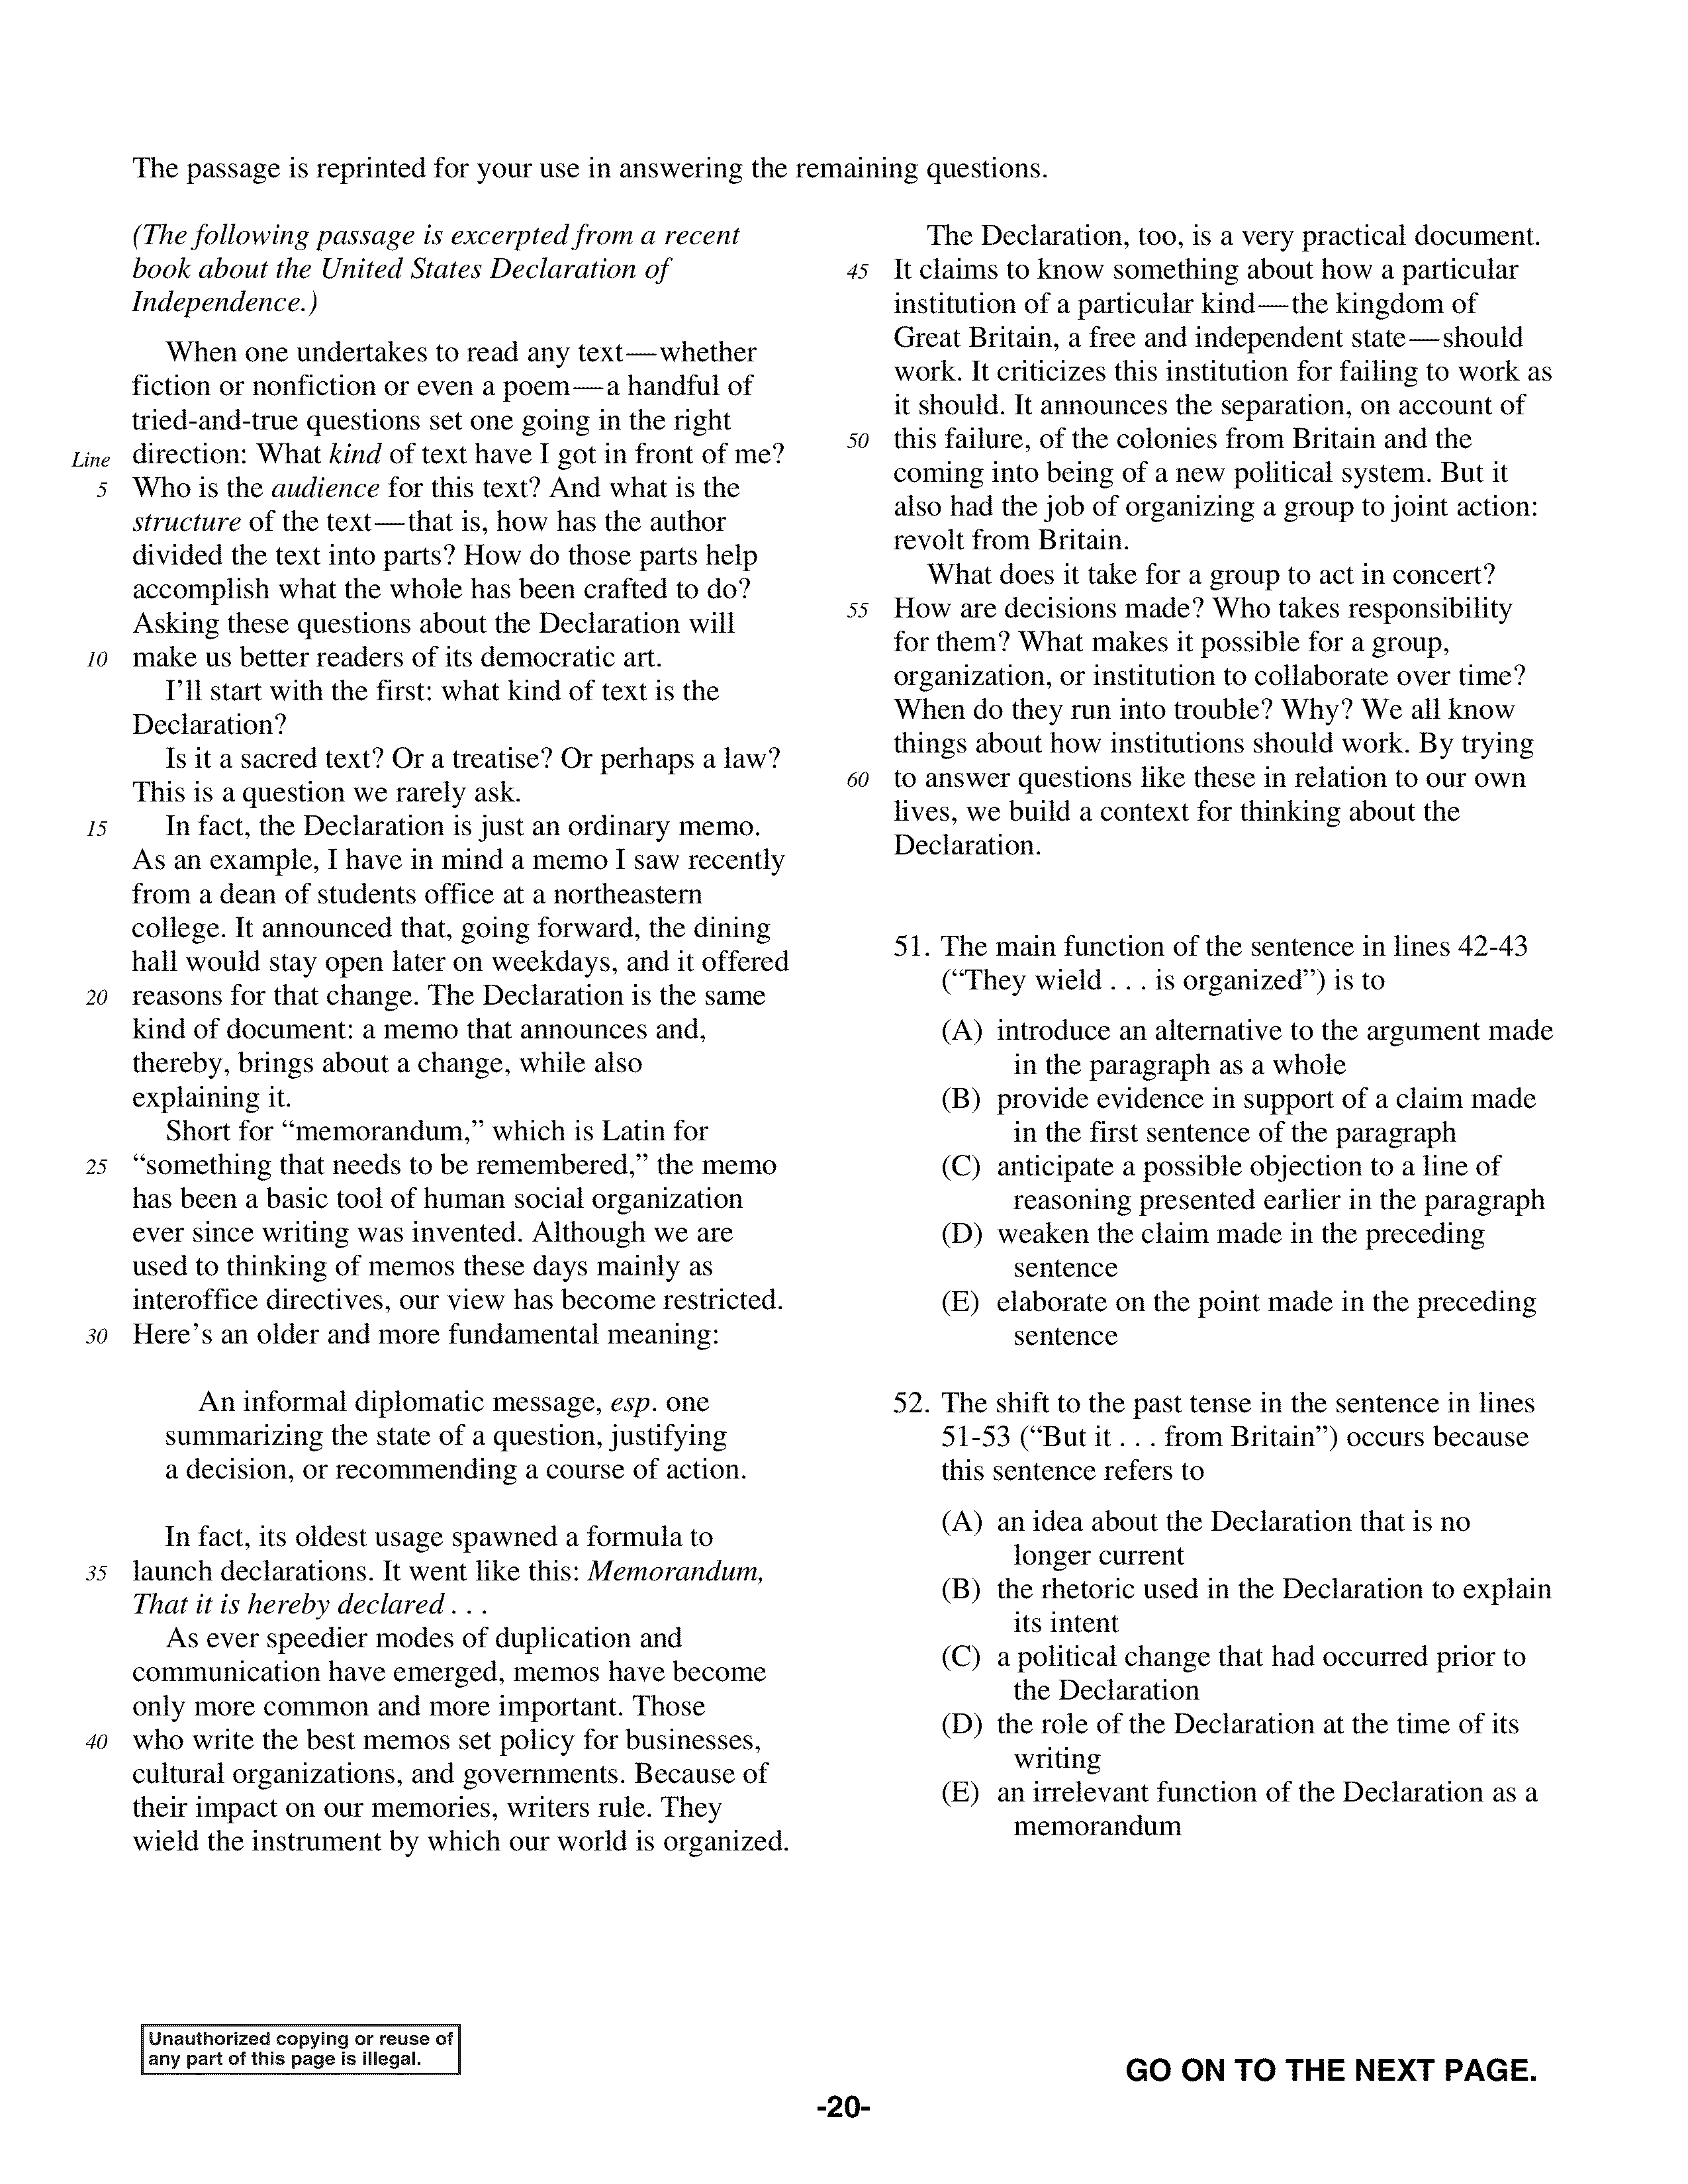 The passage is reprinted for your use in answering the remaining questions.
(The following passage is excerpted from a recent
book about the United States Declaration of
Independence.)
When one undertakes to read any text—whether
fiction or nonfiction or even a poem—a handful of
tried-and-true questions set one going in the right
Line direction: What kind of text have I got in front of me?
5 Who is the audience for this text? And what is the
structure of the text—that is, how has the author
divided the text into parts? How do those parts help
accomplish what the whole has been crafted to do?
Asking these questions about the Declaration will
10 make us better readers of its democratic art.
I'll start with the first: what kind of text is the
Declaration?
Is it a sacred text? Or a treatise? Or perhaps a law?
This is a question we rarely ask.
15 In fact, the Declaration is just an ordinary memo.
As an example, I have in mind a memo I saw recently
from a dean of students office at a northeastern
college. It announced that, going forward, the dining
hall would stay open later on weekdays, and it offered
20 reasons for that change. The Declaration is the same
kind of document: a memo that announces and,
thereby, brings about a change, while also
explaining it.
Short for “memorandum,” which is Latin for
25 “something that needs to be remembered,” the memo
has been a basic tool of human social organization
ever since writing was invented. Although we are
used to thinking of memos these days mainly as
interoffice directives, our view has become restricted.
30 Here's an older and more fundamental meaning:
An informal diplomatic message, esp. one
summarizing the state of a question, justifying
a decision, or recommending a course of action.
In fact, its oldest usage spawned a formula to
35 launch declarations. It went like this: Memorandum,
That it is hereby declared . . .
As ever speedier modes of duplication and
communication have emerged, memos have become
only more common and more important. Those
40 who write the best memos set policy for businesses,
cultural organizations, and governments. Because of
their impact on our memories, writers rule. They
wield the instrument by which our world is organized.
The Declaration, too, is a very practical document.
45 It claims to know something about how a particular
institution of a particular kind—the kingdom of
Great Britain, a free and independent state—should
work. It criticizes this institution for failing to work as
it should. It announces the separation, on account of
50 this failure, of the colonies from Britain and the
coming into being of a new political system. But it
also had the job of organizing a group to joint action:
revolt from Britain.
What does it take for a group to act in concert?
55 How are decisions made? Who takes responsibility
for them? What makes it possible for a group,
organization, or institution to collaborate over time?
When do they run into trouble? Why? We all know
things about how institutions should work. By trying
60 to answer questions like these in relation to our own
lives, we build a context for thinking about the
Declaration.
51. The main function of the sentence in lines 42-43
(“They wield . . . is organized”) is to
(A) introduce an alternative to the argument made
in the paragraph as a whole
(B) provide evidence in support of a claim made
in the first sentence of the paragraph
(C) anticipate a possible objection to a line of
reasoning presented earlier in the paragraph
(D) weaken the claim made in the preceding
sentence
(E) elaborate on the point made in the preceding
sentence
52. The shift to the past tense in the sentence in lines
51-53 (“But it . . . from Britain”) occurs because
this sentence refers to
(A) an idea about the Declaration that is no
longer current
(B) the rhetoric used in the Declaration to explain
its intent
(C) a political change that had occurred prior to
the Declaration
(D) the role of the Declaration at the time of its
writing
(E) an irrelevant function of the Declaration as a
memorandum
Unauthorized copying or reuse of
any part of this page is illegal.
GO ON TO THE NEXT PAGE.
-20-